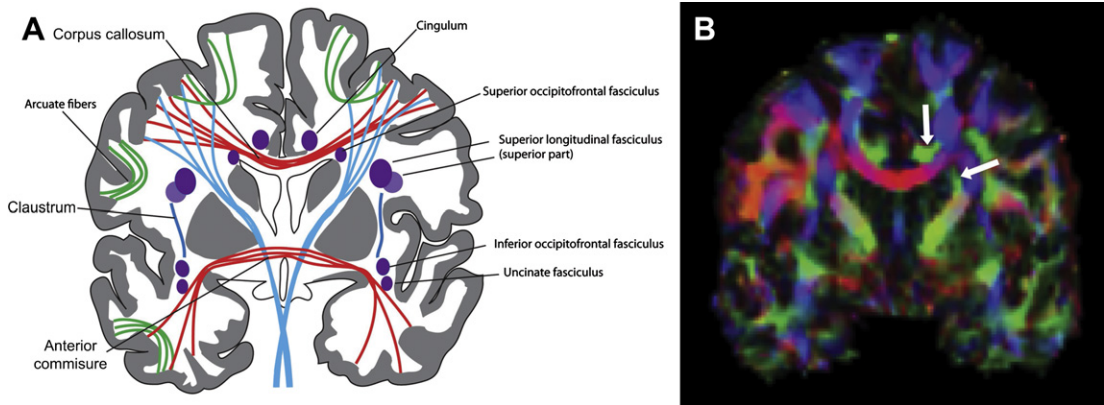 A
Corpus callosum
Cingulum
Superior occipitofrontal fasciculus
Arcuate fibers
Superior longitudinal fasciculus
(superior part)
Claustrum
Inferior occipitofrontal fasciculus
Uncinate fasciculus
Anterior
commisure
B